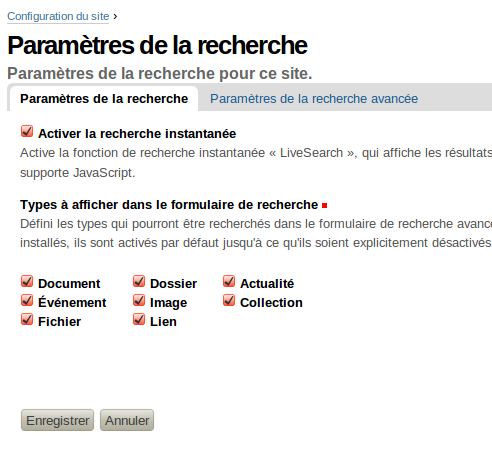 Configuration du site ›
Paramètres de la recherche
Paramètres de la recherche pour ce site.
Paramètres de la recherche Paramètres de la recherche avancée
Activer la recherche instantanée
Active la fonction de recherche instantanée « LiveSearch », qui affiche les résultats
supporte JavaScript.
Types à afficher dans le formulaire de recherche
Défini les types qui pourront être recherchés dans le formulaire de recherche avanc
installés, ils sont activés par défaut jusqu'à ce qu'ils soient explicitement désactivés
Document Dossier Actualité
Événement Image Collection
Fichier Lien
Enregistrer Annuler